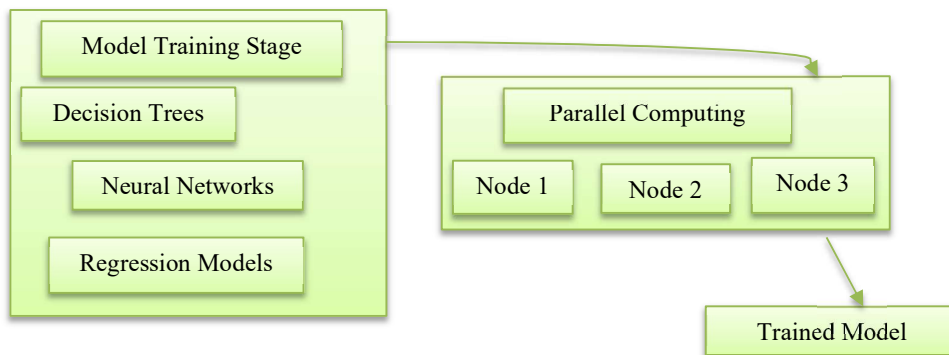 Model Training Stage
Decision Trees
Neural Networks
Regression Models
Parallel Computing
Node 1
Node 2
Node 3
Trained Model